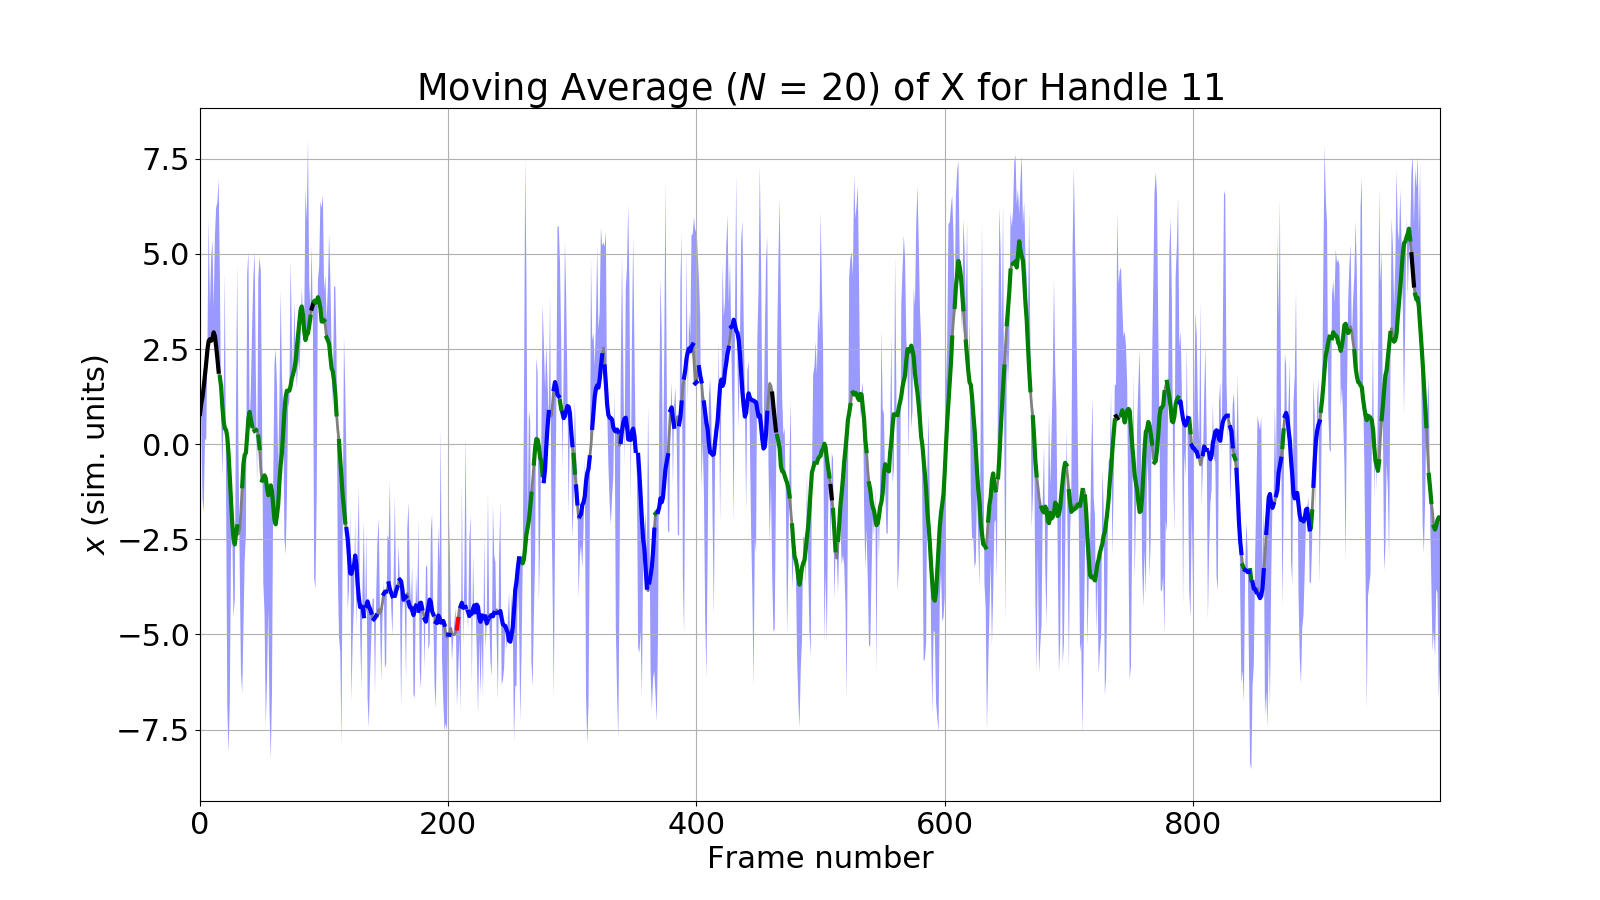 Moving Average (N = 20) of X for Handle 11
x (sim. units)
7.5
5.0
2.5
0.0
−2.5
−5.0
−7.5
0 200 400 600 800
Frame number